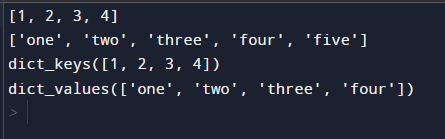 [1, 2, 3, 4]
['one', 'two', 'three', 'four', 'five']
dict_keys([1, 2, 3, 4])
dict_values(['one', 'two', 'three', 'four'])
>